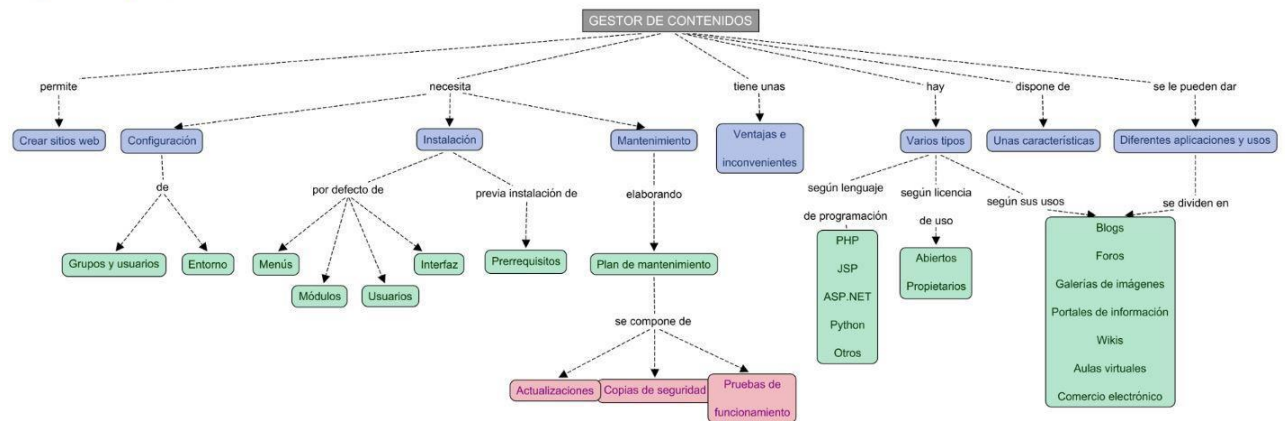 GESTOR DE CONTENIDOS
permite
necesita
tiene unas
hay
dispone de
se le pueden dar
Crear sitios web
Configuración
Instalación
Mantenimiento
Ventajas e
inconvenientes
Varios tipos
Unas características
Diferentes aplicaciones y usos
de
por defecto de
previa instalación de
elaborando
según lenguaje
de programación
según licencia
de uso
según sus usos
se dividen en
Grupos y usuarios
Entorno
Menús
Módulos
Usuarios
Interfaz
Prerrequisitos
Plan de mantenimiento
PHP
JSP
ASP.NET
Python
Otros
Abiertos
Propietarios
Blogs
Foros
Galerías de imágenes
Portales de información
Wikis
Aulas virtuales
Comercio electrónico
se compone de
Actualizaciones
Copias de seguridad
Pruebas de
funcionamiento